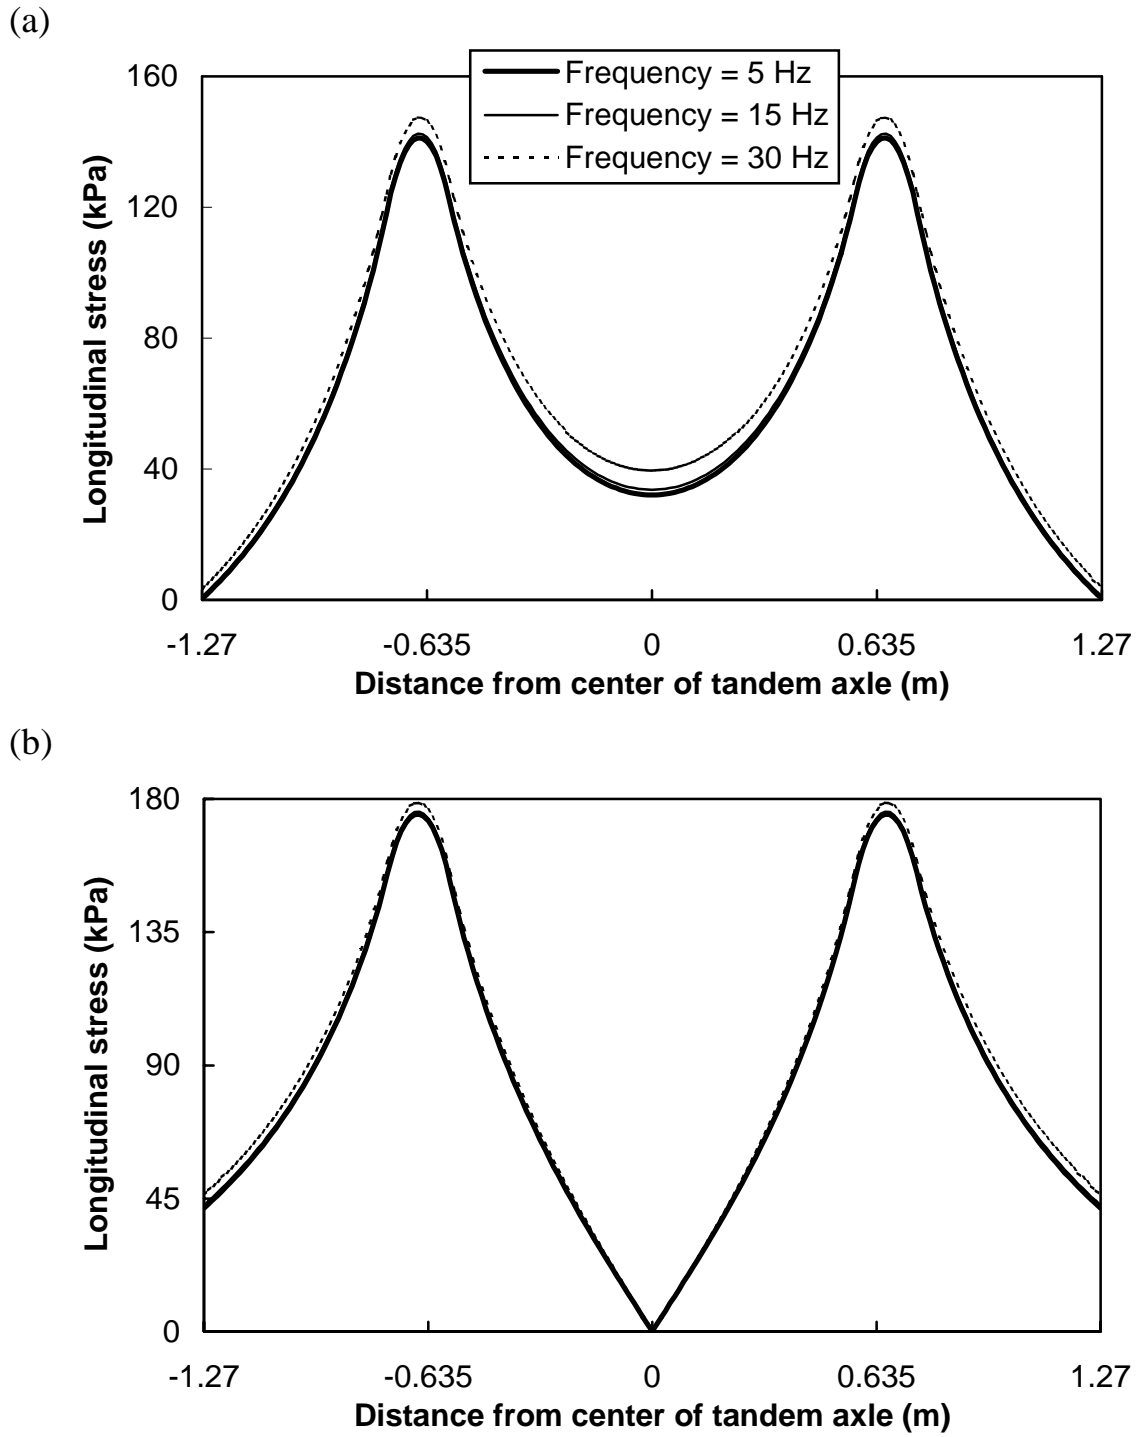 (a)
Frequency = 5 Hz
Frequency = 15 Hz
Frequency = 30 Hz
160
120
80
40
0
Longitudinal stress (kPa)
-1.27 -0.635 0 0.635 1.27
Distance from center of tandem axle (m)
(b)
180
135
90
45
0
Longitudinal stress (kPa)
-1.27 -0.635 0 0.635 1.27
Distance from center of tandem axle (m)